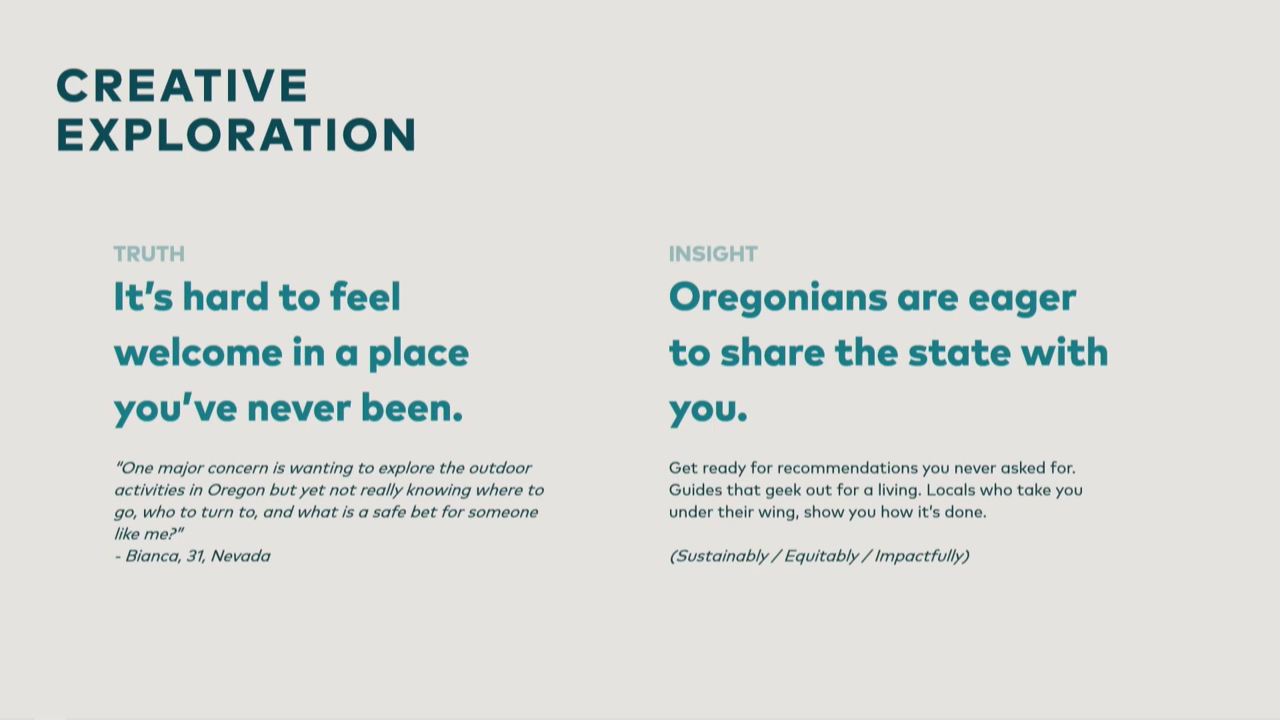 CREATIVE
EXPLORATION
TRUTH
It’s hard to feel
welcome in a place
you’ve never been.
“One major concern is wanting to explore the outdoor
activities in Oregon but yet not really knowing where to
go, who to turn to, and what is a safe bet for someone
like me?”
- Bianca, 31, Nevada
INSIGHT
Oregonians are eager
to share the state with
you.
Get ready for recommendations you never asked for.
Guides that geek out for a living. Locals who take you
under their wing, show you how it’s done.
(Sustainably / Equitably / Impactfully)